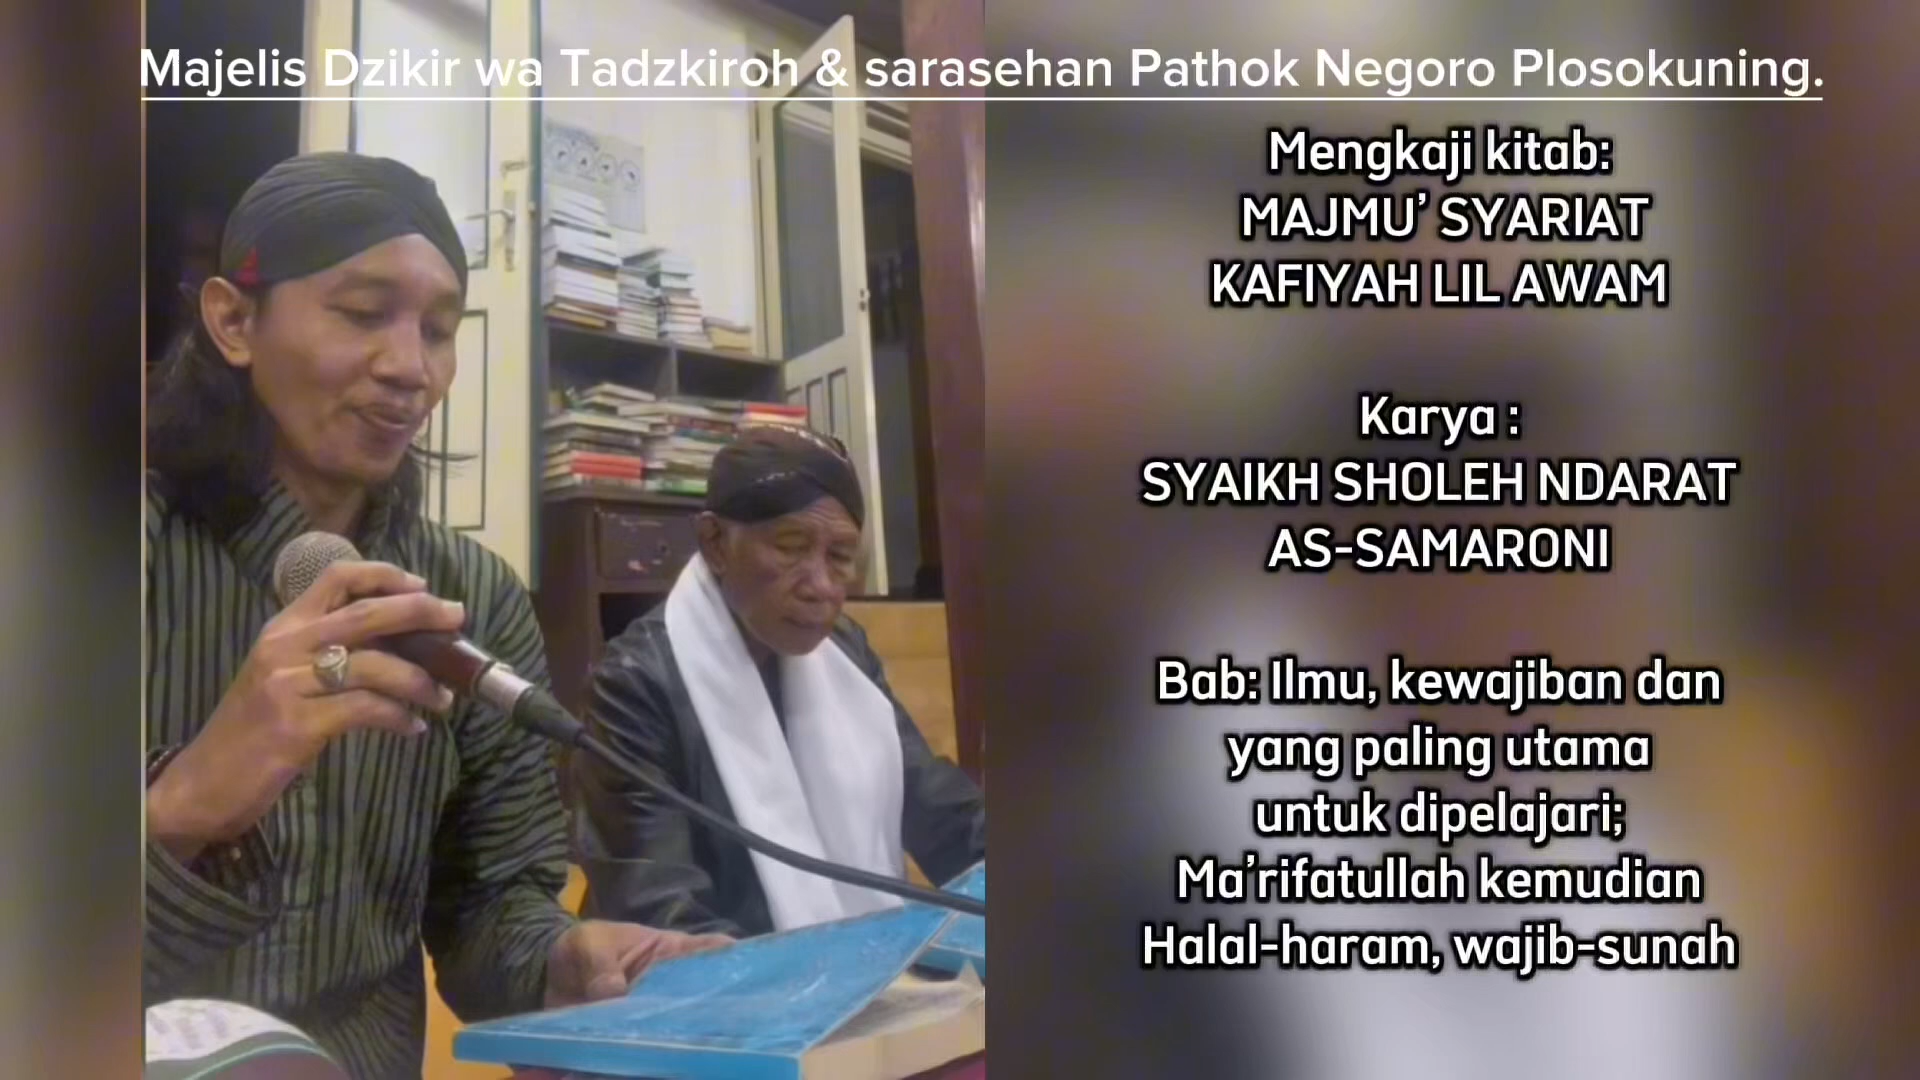 Majelis Dzikir wa Tadzkiroh & sarasehan Pathok Negoro Plosokuning.
Mengkaji kitab:
MAJMU’ SYARIAT
KAFIYAH LIL AWAM
Karya :
SYAIKH SHOLEH NDARAT
AS-SAMARONI
Bab: Ilmu, kewajiban dan
yang paling utama
untuk dipelajari;
Ma’rifatullah kemudian
Halal-haram, wajib-sunah